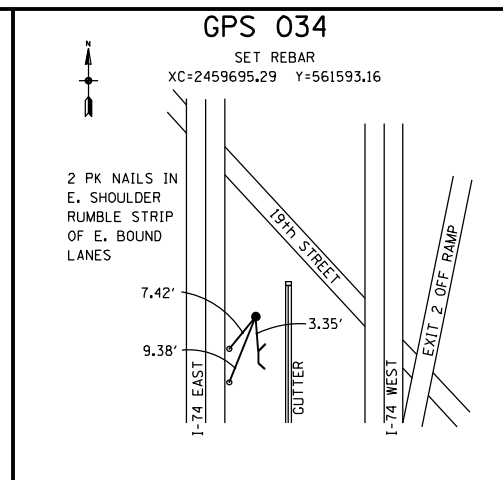 GPS 034
SET REBAR
XC=2459695.29 Y=561593.16
N
2 PK NAILS IN
E. SHOULDER
RUMBLE STRIP
OF E. BOUND
LANES
19th STREET
EXIT 2 OFF RAMP
7.42'
3.35'
9.38'
I-74 EAST
GUTTER
I-74 WEST